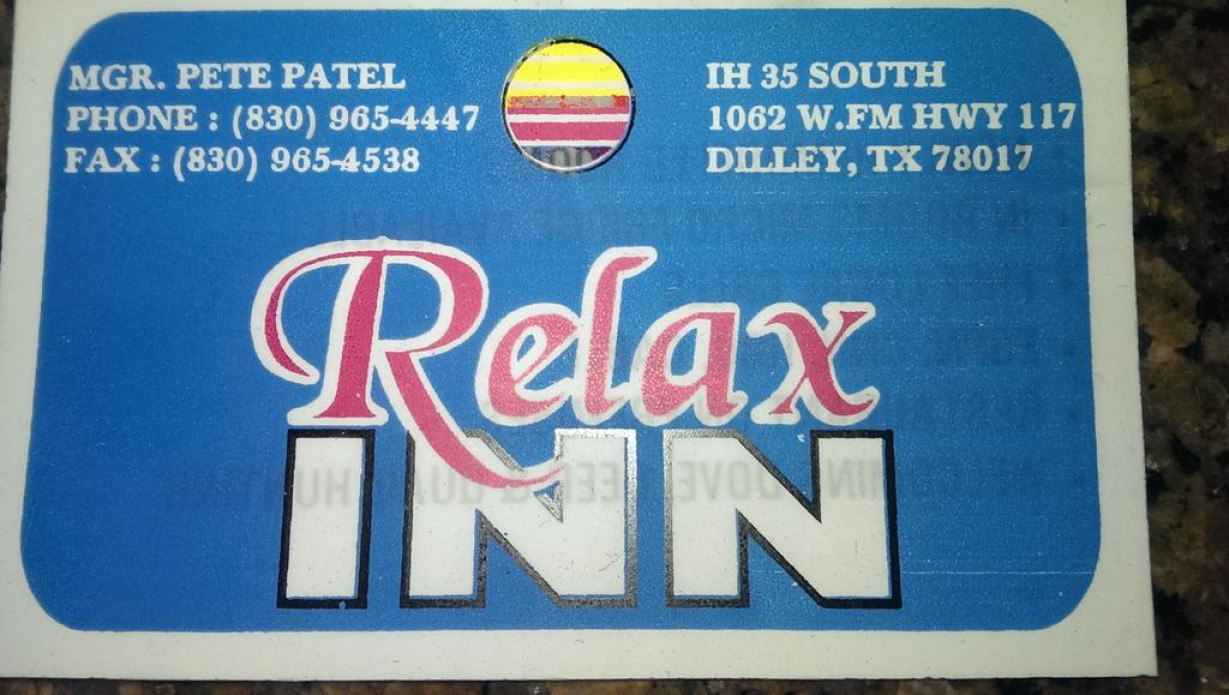 MGR. PETE PATEL
PHONE : (830) 965-4447
FAX : (830) 965-4538
IH 35 SOUTH
1062 W.FM HWY 117
DILLEY, TX 78017
Relax
INN